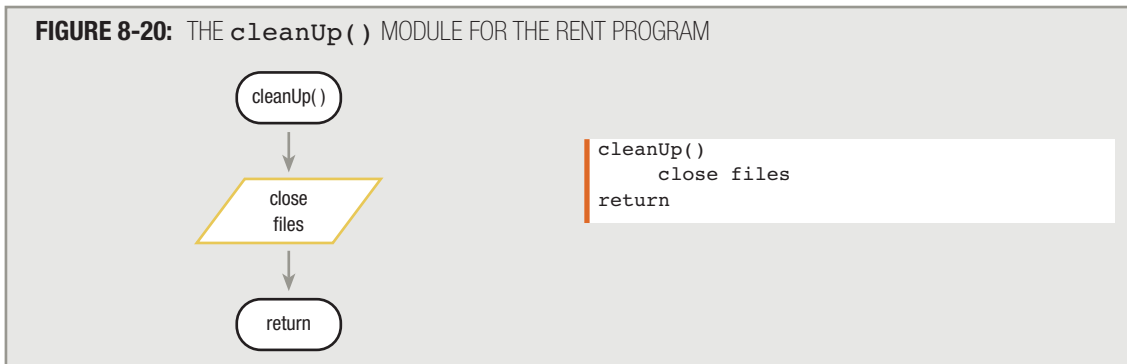 FIGURE 8-20: THE cleanUp() MODULE FOR THE RENT PROGRAM
cleanUp( )
close
files
return
cleanUp()
close files
return